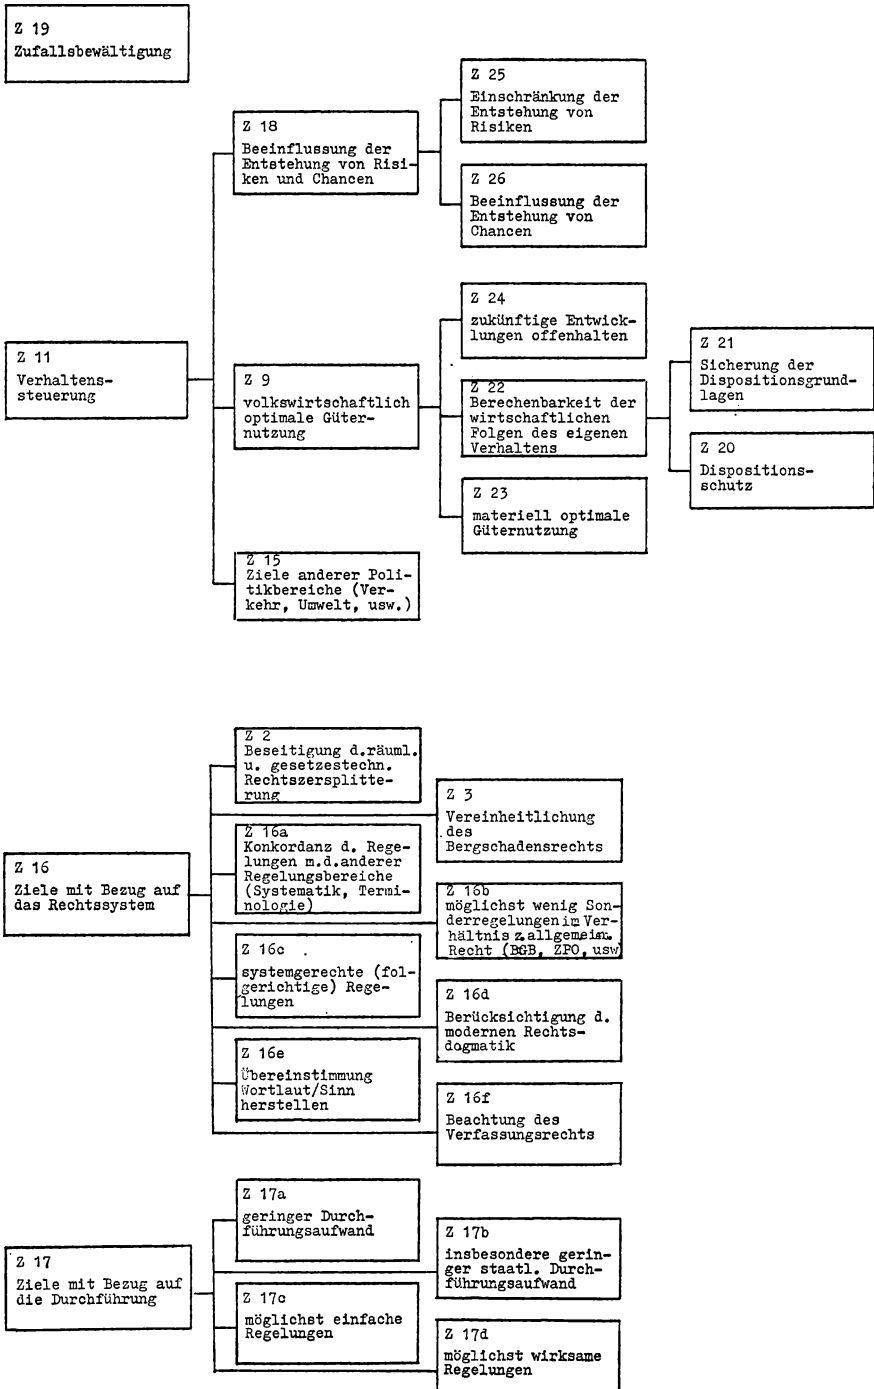 Z 19
Zufallsbewältigung
Z 25
Einschränkung der
Entstehung von
Risiken
Z 18
Beeinflussung der
Entstehung von Risi-
ken und Chancen
Z 26
Beeinflussung der
Entstehung von
Chancen
Z 24
zukünftige Entwick-
lungen offenhalten
Z 11
Verhaltens-
steuerung
Z 9
volkswirtschaftlich
optimale Güter-
nutzung
Z 22
Berechenbarkeit der
wirtschaftlichen
Folgen des eigenen
Verhaltens
Z 21
Sicherung der
Dispositionsgrund-
lagen
Z 20
Dispositions-
schutz
Z 23
materiell optimale
Güternutzung
Z 15
Ziele anderer Poli-
tikbereiche (Ver-
kehr, Umwelt, usw.)
Z 2
Beseitigung d.räuml.
u. gesetzestechn.
Rechtszersplitte-
rung
Z 3
Vereinheitlichung
des
Bergschadensrechts
Z 16
Ziele mit Bezug auf
das Rechtssystem
Z 16a
Konkordanz d. Rege-
lungen m.d.anderer
Regelungsbereiche
(Systematik, Termi-
nologie)
Z 16b
möglichst wenig Son-
derregelungen im Ver-
hältnis z.allgemein.
Recht (BGB, ZPO, usw)
Z 16c
systemgerechte (fol-
gerichtige) Rege-
lungen
Z 16d
Berücksichtigung d.
modernen Rechts-
dogmatik
Z 16e
Übereinstimmung
Wortlaut/Sinn
herstellen
Z 16f
Beachtung des
Verfassungsrechts
Z 17a
geringer Durch-
führungsaufwand
Z 17b
insbesondere gerin-
ger staatl. Durch-
führungsaufwand
Z 17
Ziele mit Bezug auf
die Durchführung
Z 17c
möglichst einfache
Regelungen
Z 17d
möglichst wirksame
Regelungen